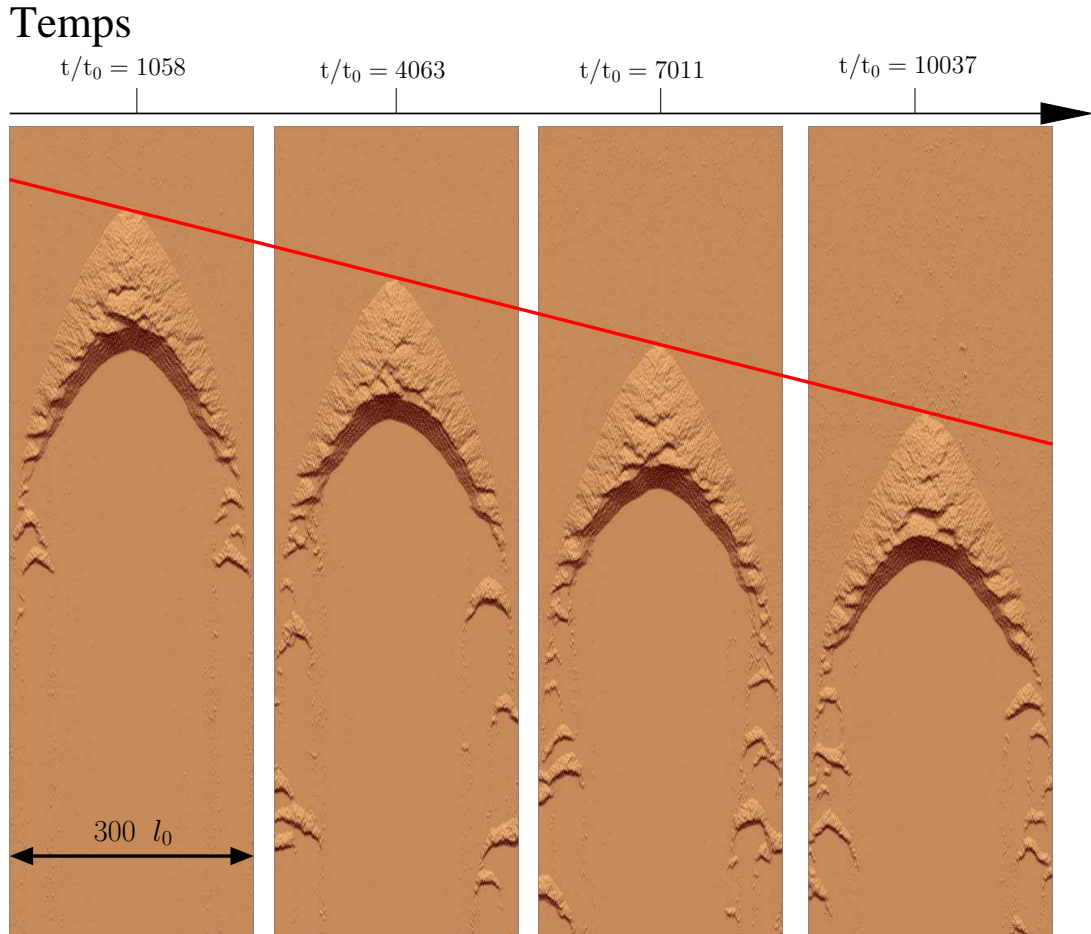 Temps
t/t₀ = 1058
t/t₀ = 4063
t/t₀ = 7011
t/t₀ = 10037
300 l₀